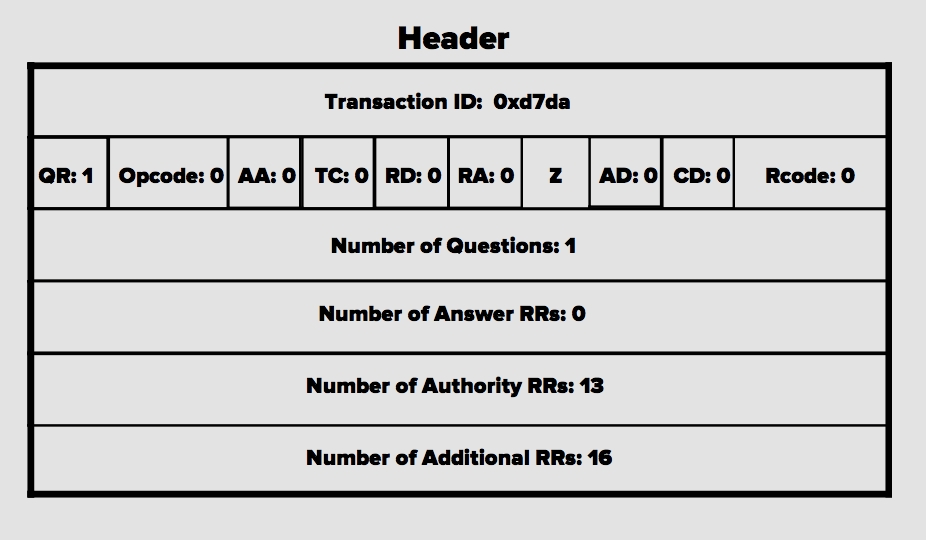 Header
Transaction ID: 0xd7da
QR: 1 Opcode: 0 AA: 0 TC: 0 RD: 0 RA: 0 Z AD: 0 CD: 0 Rcode: 0
Number of Questions: 1
Number of Answer RRs: 0
Number of Authority RRs: 13
Number of Additional RRs: 16